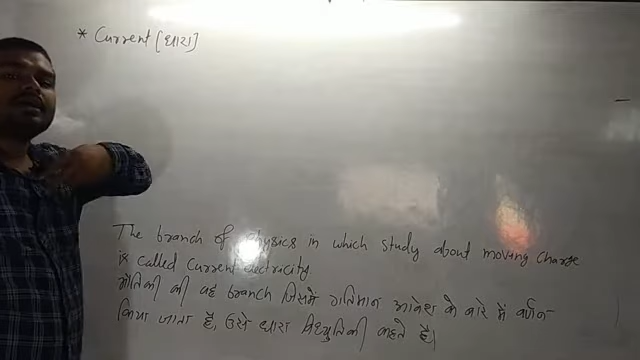 * Current [धारा]
The branch of physics in which study about moving charge
is called Current electricity
भौतिकी की वह branch जिसमें गतिमान आवेश के बारे में वर्णन
किया जाता है, उसे धारा विद्युतिकी कहते हैं।